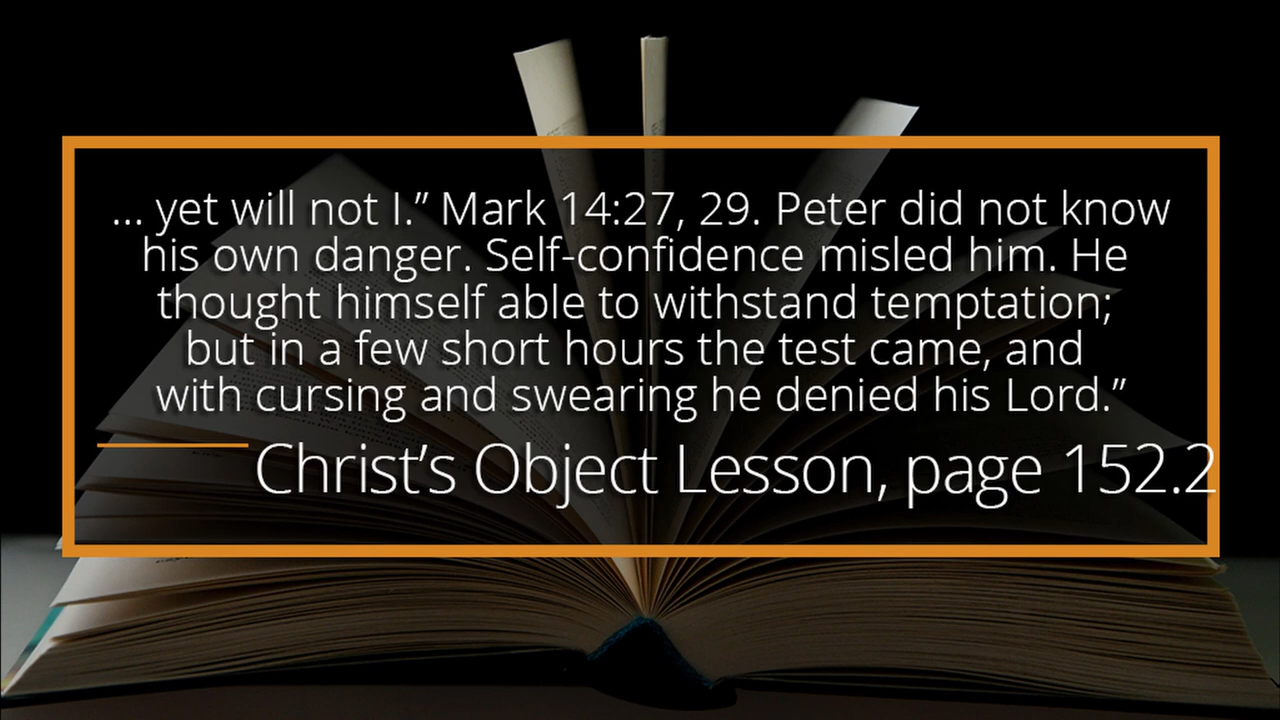 ... yet will not I.” Mark 14:27, 29. Peter did not know
his own danger. Self-confidence misled him. He
thought himself able to withstand temptation;
but in a few short hours the test came, and
with cursing and swearing he denied his Lord.”
Christ’s Object Lesson, page 152.2